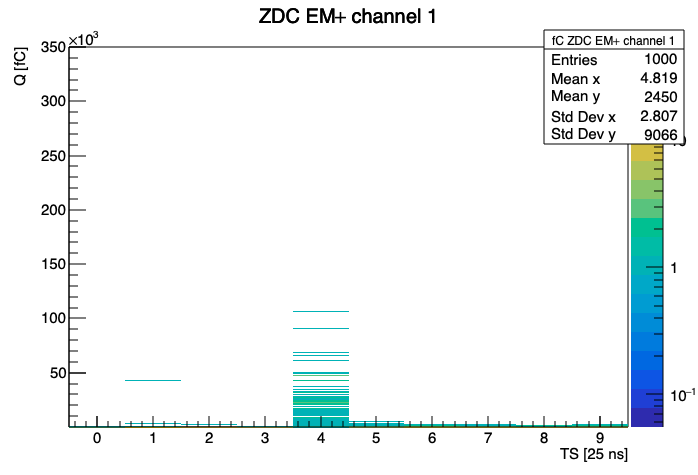 ZDC EM+ channel 1
×10³
Q [fC]
350
300
250
200
150
100
50
fC ZDC EM+ channel 1
Entries 1000
Mean x 4.819
Mean y 2450
Std Dev x 2.807
Std Dev y 9066
1
10⁻¹
0 1 2 3 4 5 6 7 8 9
TS [25 ns]